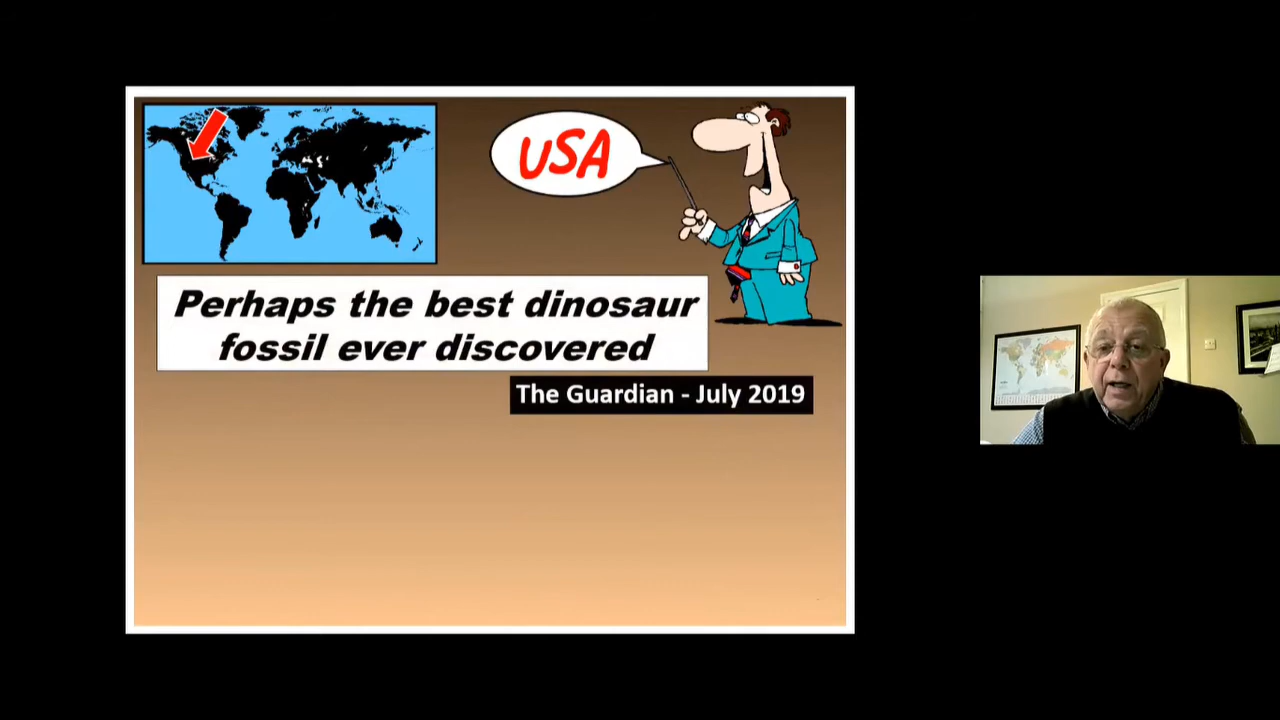 USA
Perhaps the best dinosaur
fossil ever discovered
The Guardian - July 2019